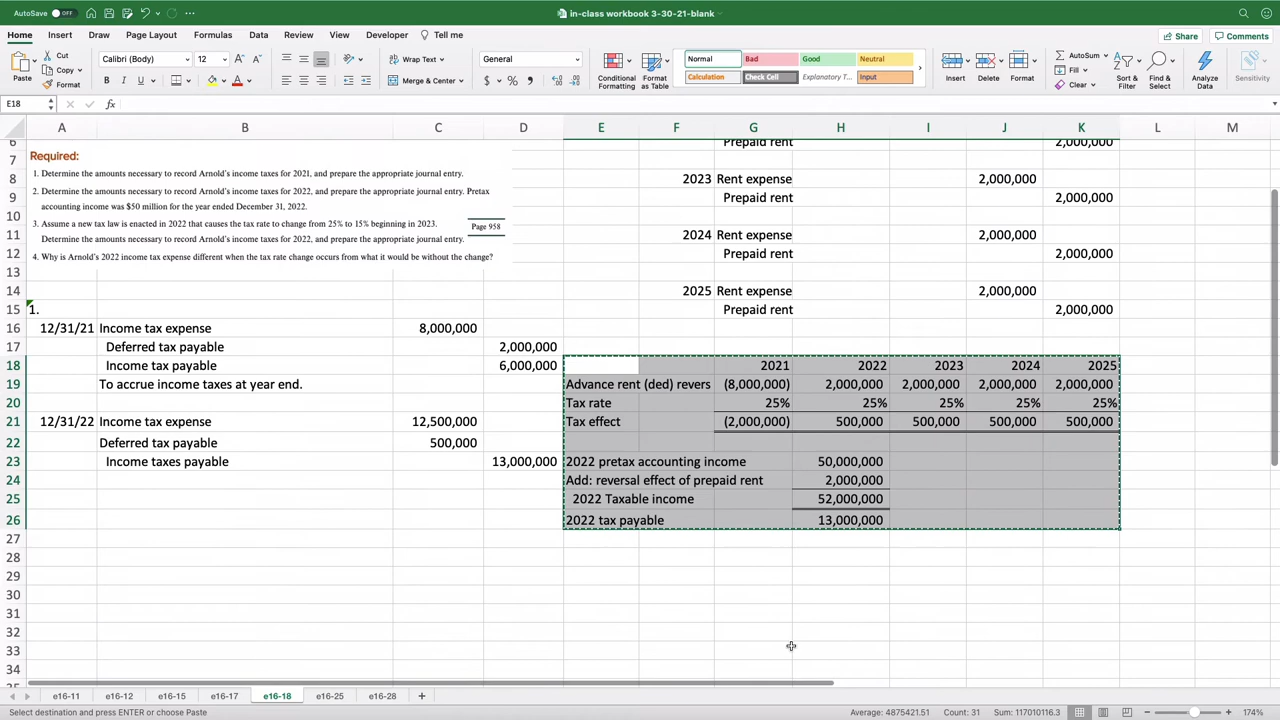 AutoSave OFF
in-class workbook 3-30-21-blank
Home Insert Draw Page Layout Formulas Data Review View Developer Tell me
Share Comments
Paste
Cut
Copy
Format
Calibri (Body) 12
B I U
Wrap Text
Merge & Center
General
$ % ,
Conditional Formatting
Format as Table
Normal Bad Good Neutral
Calculation Check Cell Explanatory T... Input
Insert Delete Format
AutoSum
Fill
Clear
Sort & Filter
Find & Select
Analyze Data
Sensitivity
E18 fx
A B C D E F G H I J K L M
6 Prepaid rent 2,000,000
7
Required:
1. Determine the amounts necessary to record Arnold's income taxes for 2021, and prepare the appropriate journal entry.
2. Determine the amounts necessary to record Arnold's income taxes for 2022, and prepare the appropriate journal entry. Pretax
accounting income was $50 million for the year ended December 31, 2022.
3. Assume a new tax law is enacted in 2022 that causes the tax rate to change from 25% to 15% beginning in 2023.
Page 958
Determine the amounts necessary to record Arnold's income taxes for 2022, and prepare the appropriate journal entry.
4. Why is Arnold's 2022 income tax expense different when the tax rate change occurs from what it would be without the change?
8 2023 Rent expense 2,000,000
9 Prepaid rent 2,000,000
10
11 2024 Rent expense 2,000,000
12 Prepaid rent 2,000,000
13
14 2025 Rent expense 2,000,000
15 1. Prepaid rent 2,000,000
16 12/31/21 Income tax expense 8,000,000
17 Deferred tax payable 2,000,000
18 Income tax payable 6,000,000 2021 2022 2023 2024 2025
19 To accrue income taxes at year end. Advance rent (ded) revers (8,000,000) 2,000,000 2,000,000 2,000,000 2,000,000
20 Tax rate 25% 25% 25% 25% 25%
21 12/31/22 Income tax expense 12,500,000 Tax effect (2,000,000) 500,000 500,000 500,000 500,000
22 Deferred tax payable 500,000
23 Income taxes payable 13,000,000 2022 pretax accounting income 50,000,000
24 Add: reversal effect of prepaid rent 2,000,000
25 2022 Taxable income 52,000,000
26 2022 tax payable 13,000,000
27
28
29
30
31
32
33
34
e16-11 e16-12 e16-15 e16-17 e16-18 e16-25 e16-28 +
Select destination and press ENTER or choose Paste
Average: 4875421.51 Count: 31 Sum: 117010116.3 174%